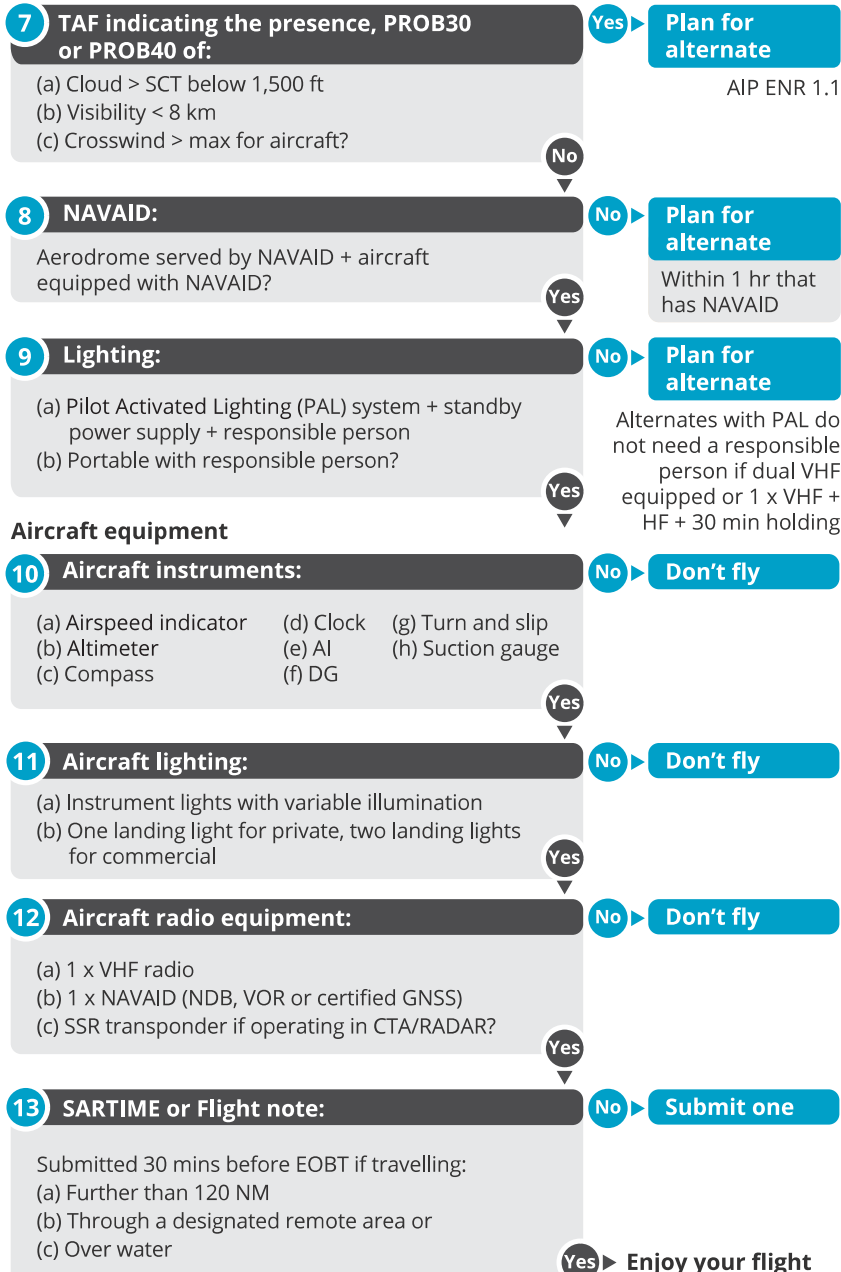 7 TAF indicating the presence, PROB30
or PROB40 of:
(a) Cloud > SCT below 1,500 ft
(b) Visibility < 8 km
(c) Crosswind > max for aircraft?
Yes
Plan for
alternate
AIP ENR 1.1
No
8 NAVAID:
Aerodrome served by NAVAID + aircraft
equipped with NAVAID?
No
Plan for
alternate
Within 1 hr that
has NAVAID
Yes
9 Lighting:
(a) Pilot Activated Lighting (PAL) system + standby
power supply + responsible person
(b) Portable with responsible person?
No
Plan for
alternate
Alternates with PAL do
not need a responsible
person if dual VHF
equipped or 1 x VHF +
HF + 30 min holding
Yes
Aircraft equipment
10 Aircraft instruments:
(a) Airspeed indicator (d) Clock (g) Turn and slip
(b) Altimeter (e) AI (h) Suction gauge
(c) Compass (f) DG
No
Don't fly
Yes
11 Aircraft lighting:
(a) Instrument lights with variable illumination
(b) One landing light for private, two landing lights
for commercial
No
Don't fly
Yes
12 Aircraft radio equipment:
(a) 1 x VHF radio
(b) 1 x NAVAID (NDB, VOR or certified GNSS)
(c) SSR transponder if operating in CTA/RADAR?
No
Don't fly
Yes
13 SARTIME or Flight note:
Submitted 30 mins before EOBT if travelling:
(a) Further than 120 NM
(b) Through a designated remote area or
(c) Over water
No
Submit one
Yes
Enjoy your flight